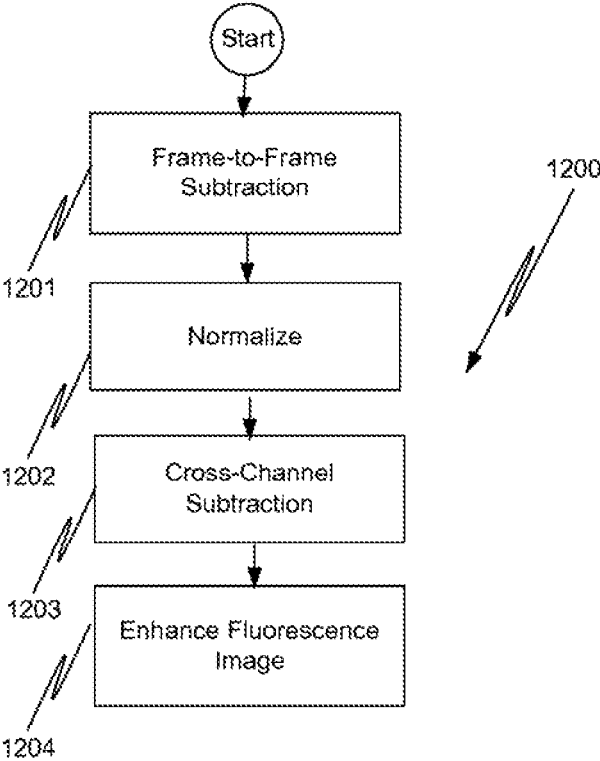 Start
Frame-to-Frame
Subtraction
1200
1201
Normalize
1202
Cross-Channel
Subtraction
1203
Enhance Fluorescence
Image
1204